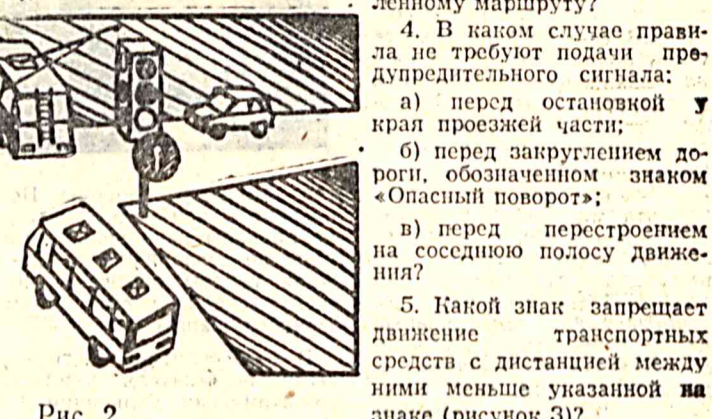 ленному маршруту?
4. В каком случае прави-
ла не требуют подачи пре-
дупредительного сигнала:
а) перед остановкой у
края проезжей части;
б) перед закруглением до-
роги, обозначенном знаком
«Опасный поворот»;
в) перед перестроением
на соседнюю полосу движе-
ния?
5. Какой знак запрещает
движение транспортных
средств с дистанцией между
ними меньше указанной на
знаке (рисунок 3)?
Рис. 2